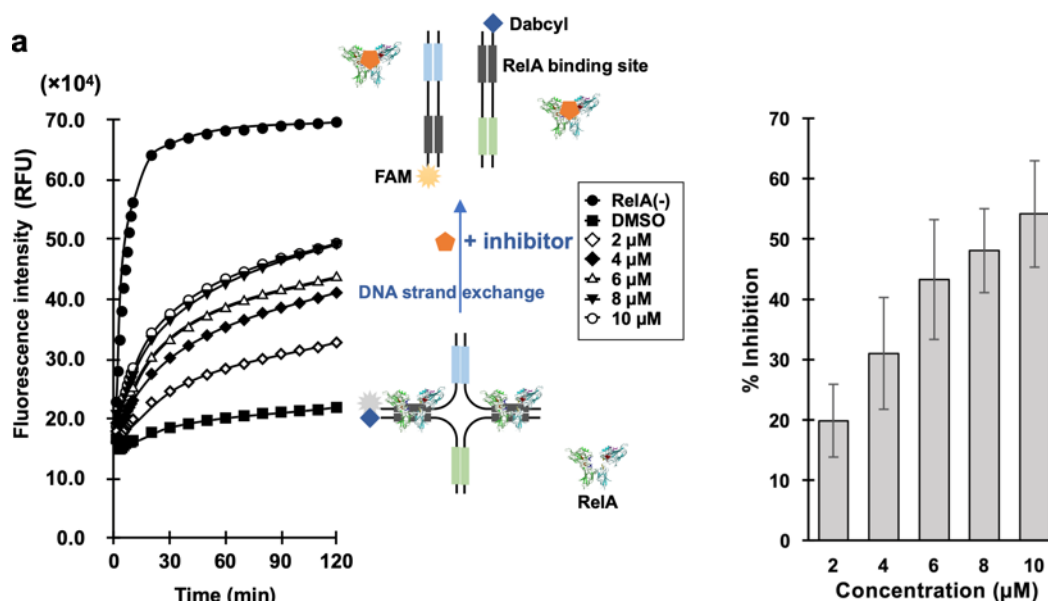 a
(×10⁴)
Fluorescence intensity (RFU)
70.0
60.0
50.0
40.0
30.0
20.0
10.0
0.0
0
30
60
90
120
Time (min)
Dabcyl
RelA binding site
FAM
+ inhibitor
DNA strand exchange
RelA
RelA(-)
DMSO
2 µM
4 µM
6 µM
8 µM
10 µM
% Inhibition
80
70
60
50
40
30
20
10
0
2
4
6
8
10
Concentration (µM)